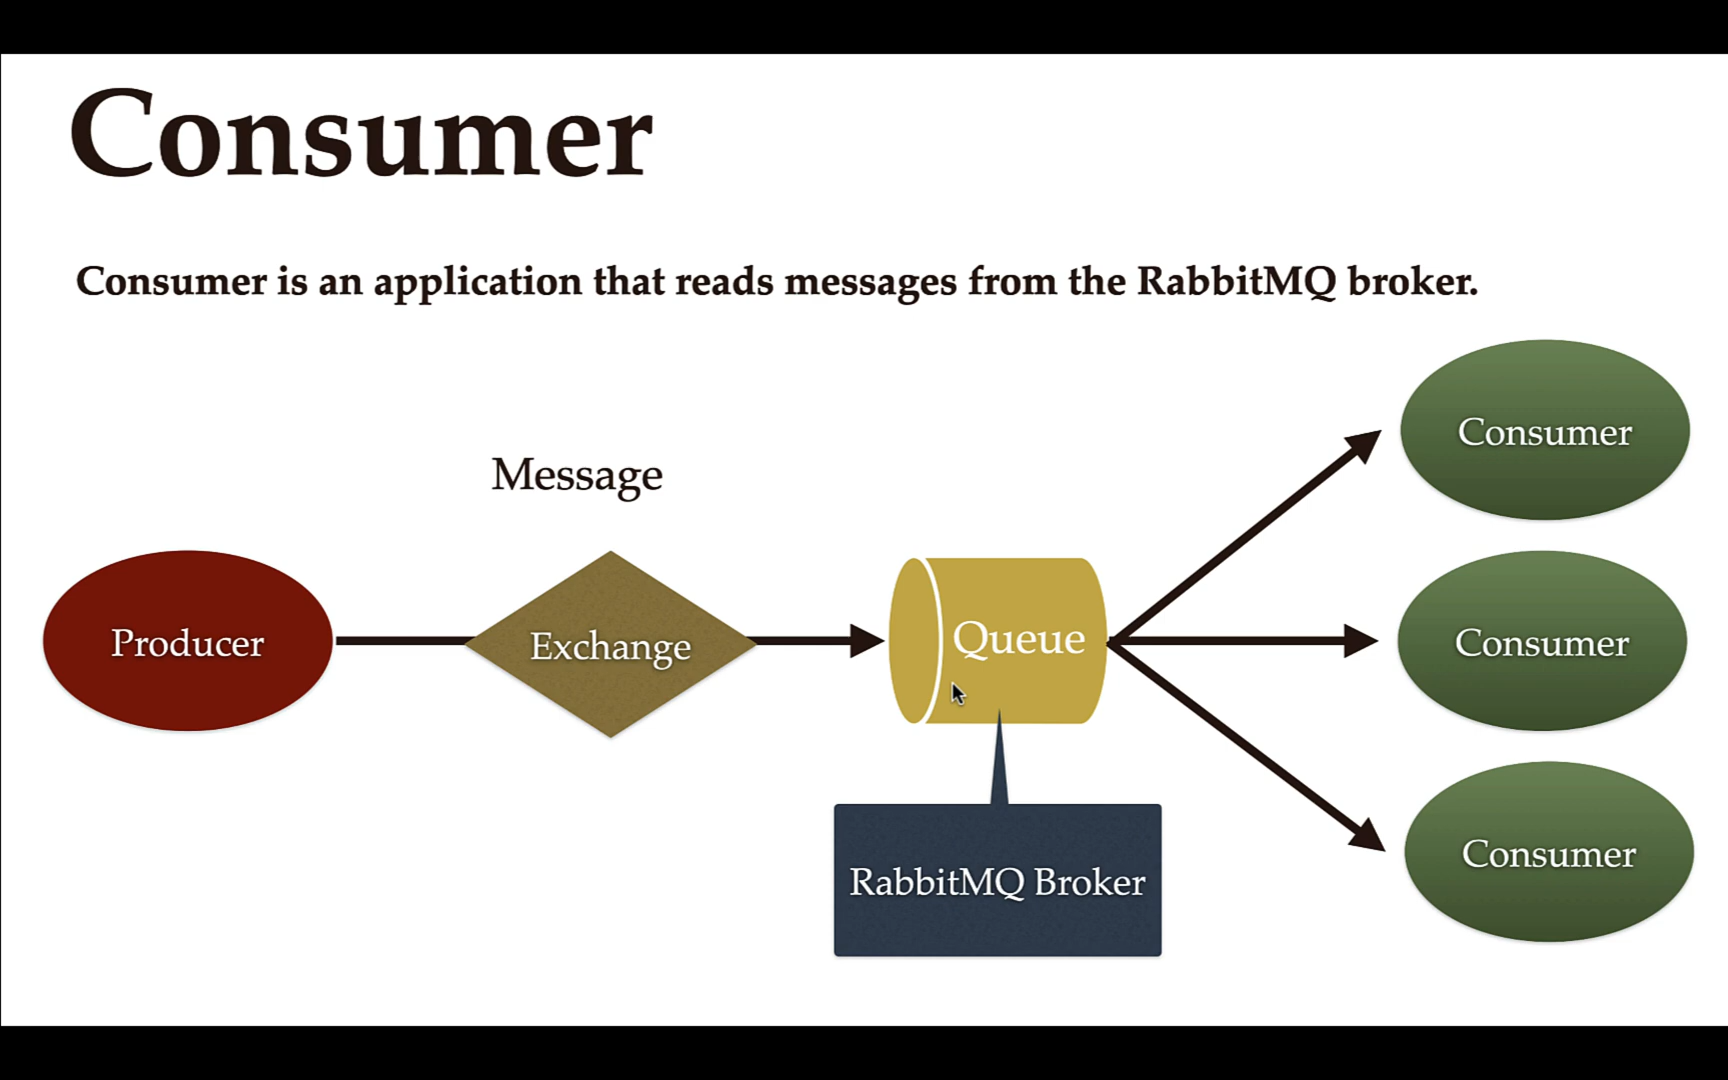 Consumer
Consumer is an application that reads messages from the RabbitMQ broker.
Message
Producer
Exchange
Queue
Consumer
Consumer
Consumer
RabbitMQ Broker